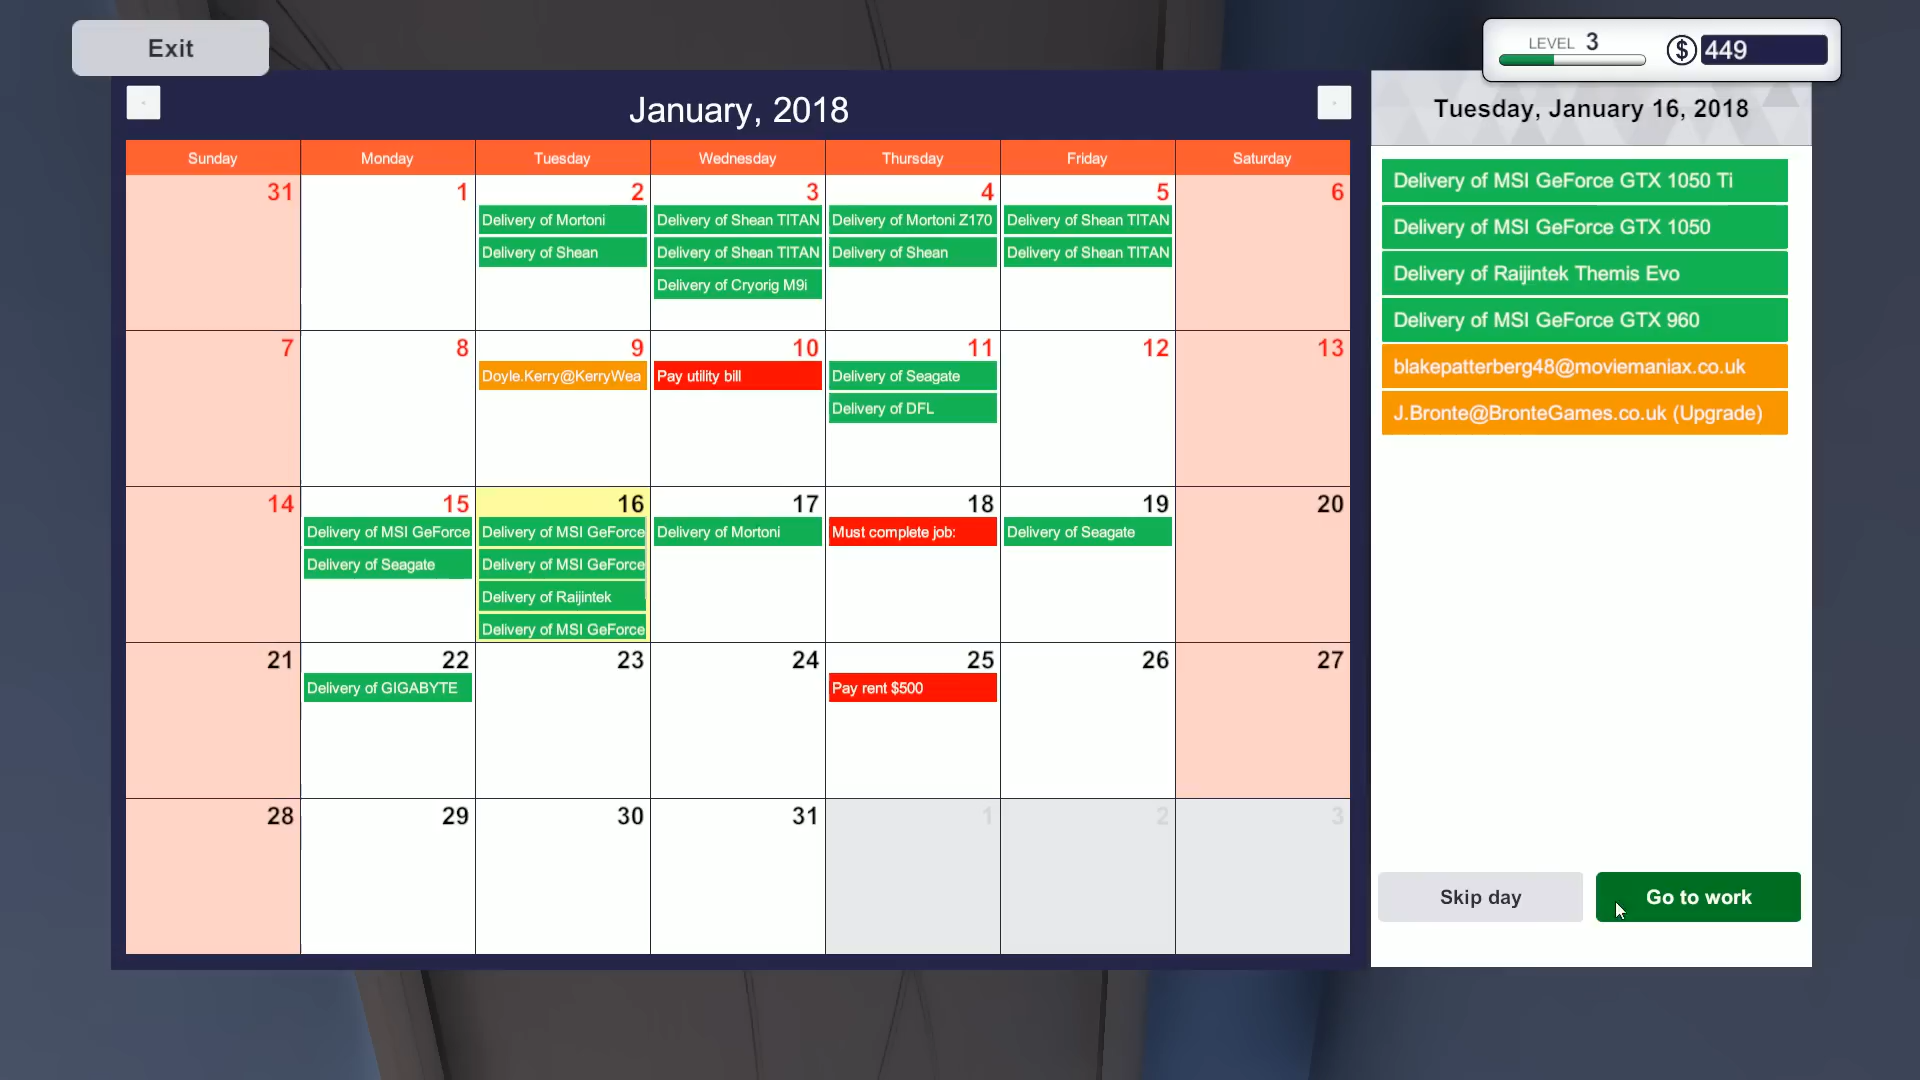 Exit
LEVEL 3
$ 449
January, 2018
Tuesday, January 16, 2018
Sunday Monday Tuesday Wednesday Thursday Friday Saturday
31 1 2 3 4 5 6
Delivery of Mortoni Delivery of Shean TITAN Delivery of Mortoni Z170 Delivery of Shean TITAN
Delivery of Shean Delivery of Shean TITAN Delivery of Shean Delivery of Shean TITAN
Delivery of Cryorig M9i
7 8 9 10 11 12 13
Doyle.Kerry@KerryWea Pay utility bill Delivery of Seagate
Delivery of DFL
14 15 16 17 18 19 20
Delivery of MSI GeForce Delivery of MSI GeForce Delivery of Mortoni Must complete job: Delivery of Seagate
Delivery of Seagate Delivery of MSI GeForce
Delivery of Raijintek
Delivery of MSI GeForce
21 22 23 24 25 26 27
Delivery of GIGABYTE Pay rent $500
28 29 30 31 1 2 3
Delivery of MSI GeForce GTX 1050 Ti
Delivery of MSI GeForce GTX 1050
Delivery of Raijintek Themis Evo
Delivery of MSI GeForce GTX 960
blakepatterberg48@moviemaniax.co.uk
J.Bronte@BronteGames.co.uk (Upgrade)
Skip day Go to work